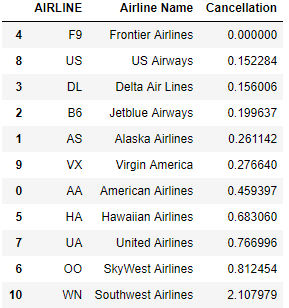 AIRLINE Airline Name Cancellation
4 F9 Frontier Airlines 0.000000
8 US US Airways 0.152284
3 DL Delta Air Lines 0.156006
2 B6 Jetblue Airways 0.199637
1 AS Alaska Airlines 0.261142
9 VX Virgin America 0.276640
0 AA American Airlines 0.459397
5 HA Hawaiian Airlines 0.683060
7 UA United Airlines 0.766996
6 OO SkyWest Airlines 0.812454
10 WN Southwest Airlines 2.107979